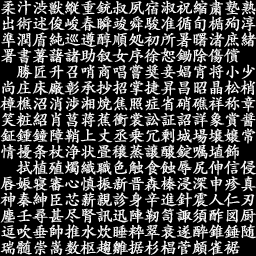 柔汁渋獣縦重銃叔夙宿淑祝縮粛塾熟
出術述俊峻春瞬竣舜駿准循旬楯殉淳
準潤盾純巡遵醇順処初所暑曙渚庶緒
署書薯藷諸助叙女序徐恕鋤除傷償
勝匠升召哨商唱嘗奨妾娼宵将小少
尚庄床廠彰承抄招掌捷昇昌昭晶松梢
樟樵沼消渉湘焼焦照症省硝礁祥称章
笑粧紹肖菖蒋蕉衝裳訟証詔詳象賞醤
鉦鍾鐘障鞘上丈丞乗冗剰城場壌嬢常
情擾条杖浄状畳穣蒸譲醸錠嘱埴飾
拭植殖燭織職色触食蝕辱尻伸信侵
唇娠寝審心慎振新晋森榛浸深申疹真
神秦紳臣芯薪親診身辛進針震人仁刃
塵壬尋甚尽腎訊迅陣靭笥諏須酢図厨
逗吹垂帥推水炊睡粋翠衰遂酔錐錘随
瑞髄崇嵩数枢趨雛据杉椙菅頗雀裾